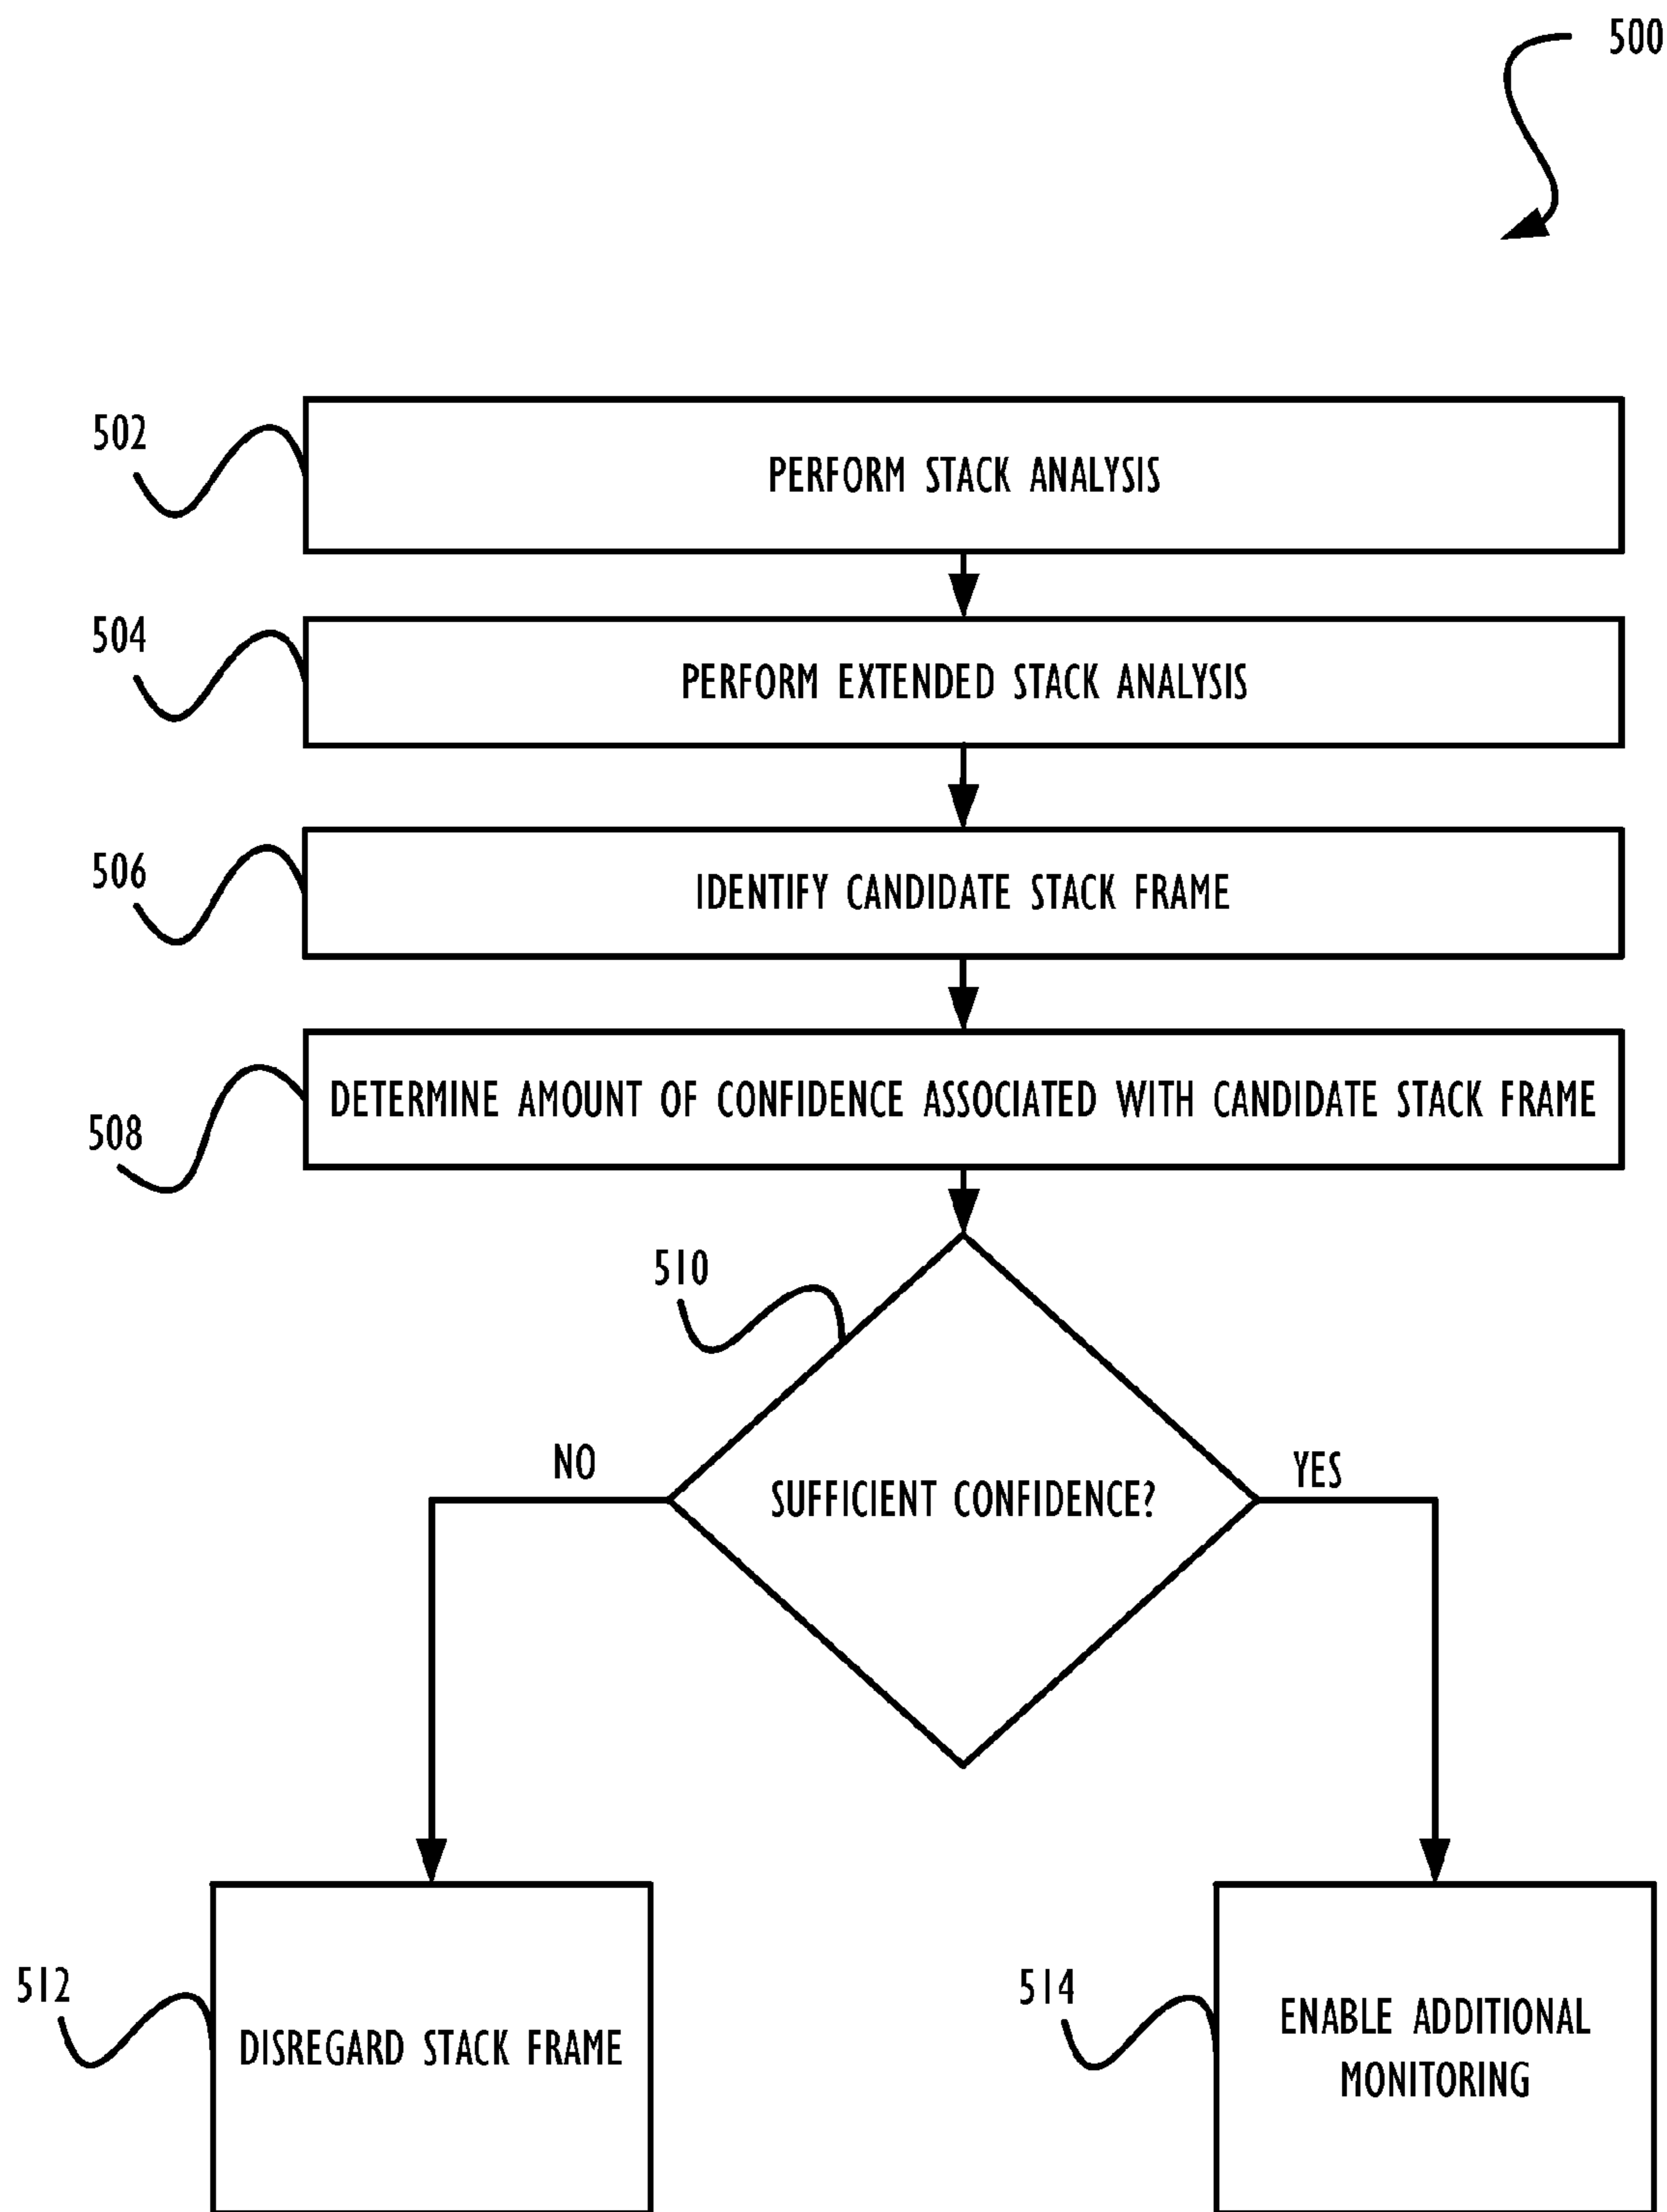 500
502
PERFORM STACK ANALYSIS
504
PERFORM EXTENDED STACK ANALYSIS
506
IDENTIFY CANDIDATE STACK FRAME
508
DETERMINE AMOUNT OF CONFIDENCE ASSOCIATED WITH CANDIDATE STACK FRAME
510
NO
YES
SUFFICIENT CONFIDENCE?
512
DISREGARD STACK FRAME
514
ENABLE ADDITIONAL
MONITORING